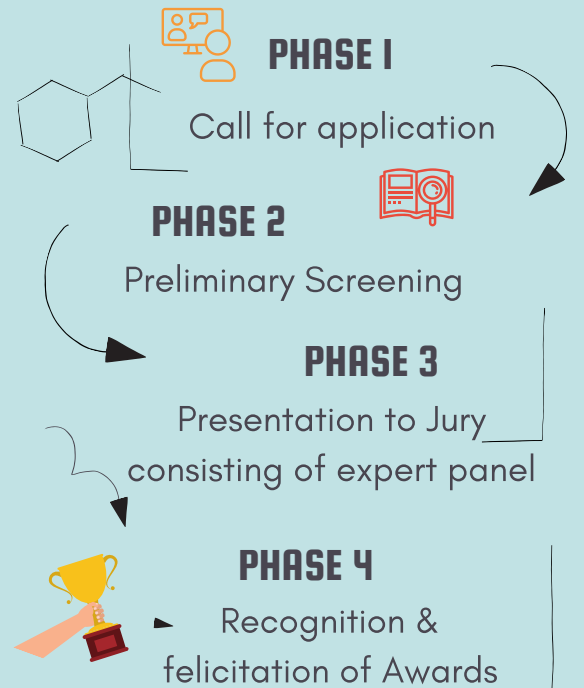 PHASE 1
Call for application
PHASE 2
Preliminary Screening
PHASE 3
Presentation to Jury
consisting of expert panel
PHASE 4
Recognition &
felicitation of Awards